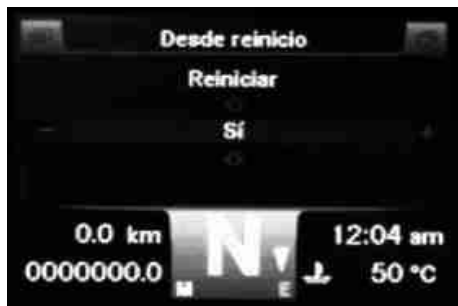 Desde reinicio
Reiniciar
Sí
0.0 km
N
12:04 am
0000000.0
M
E
50 °C